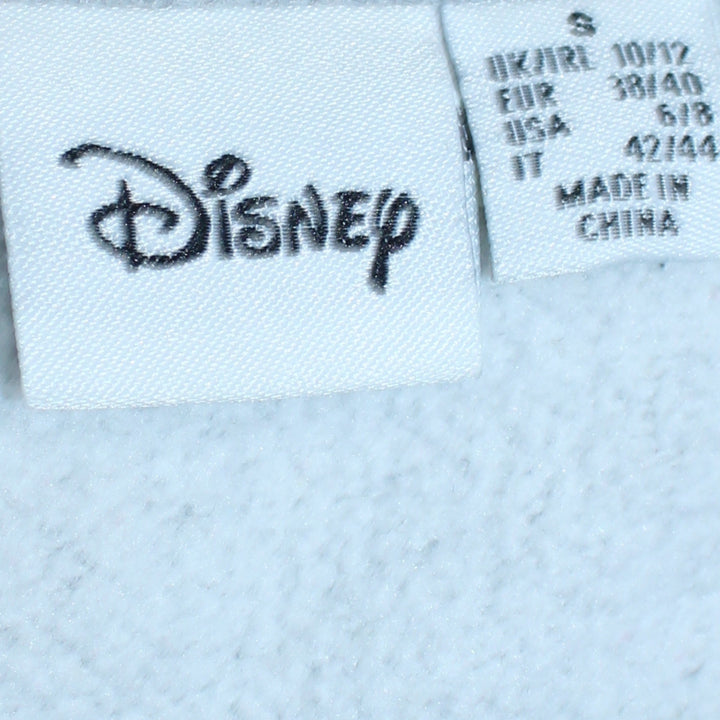 Disney
S
UK/IRL 10/12
EUR 38/40
USA 6/8
IT 42/44
MADE IN
CHINA